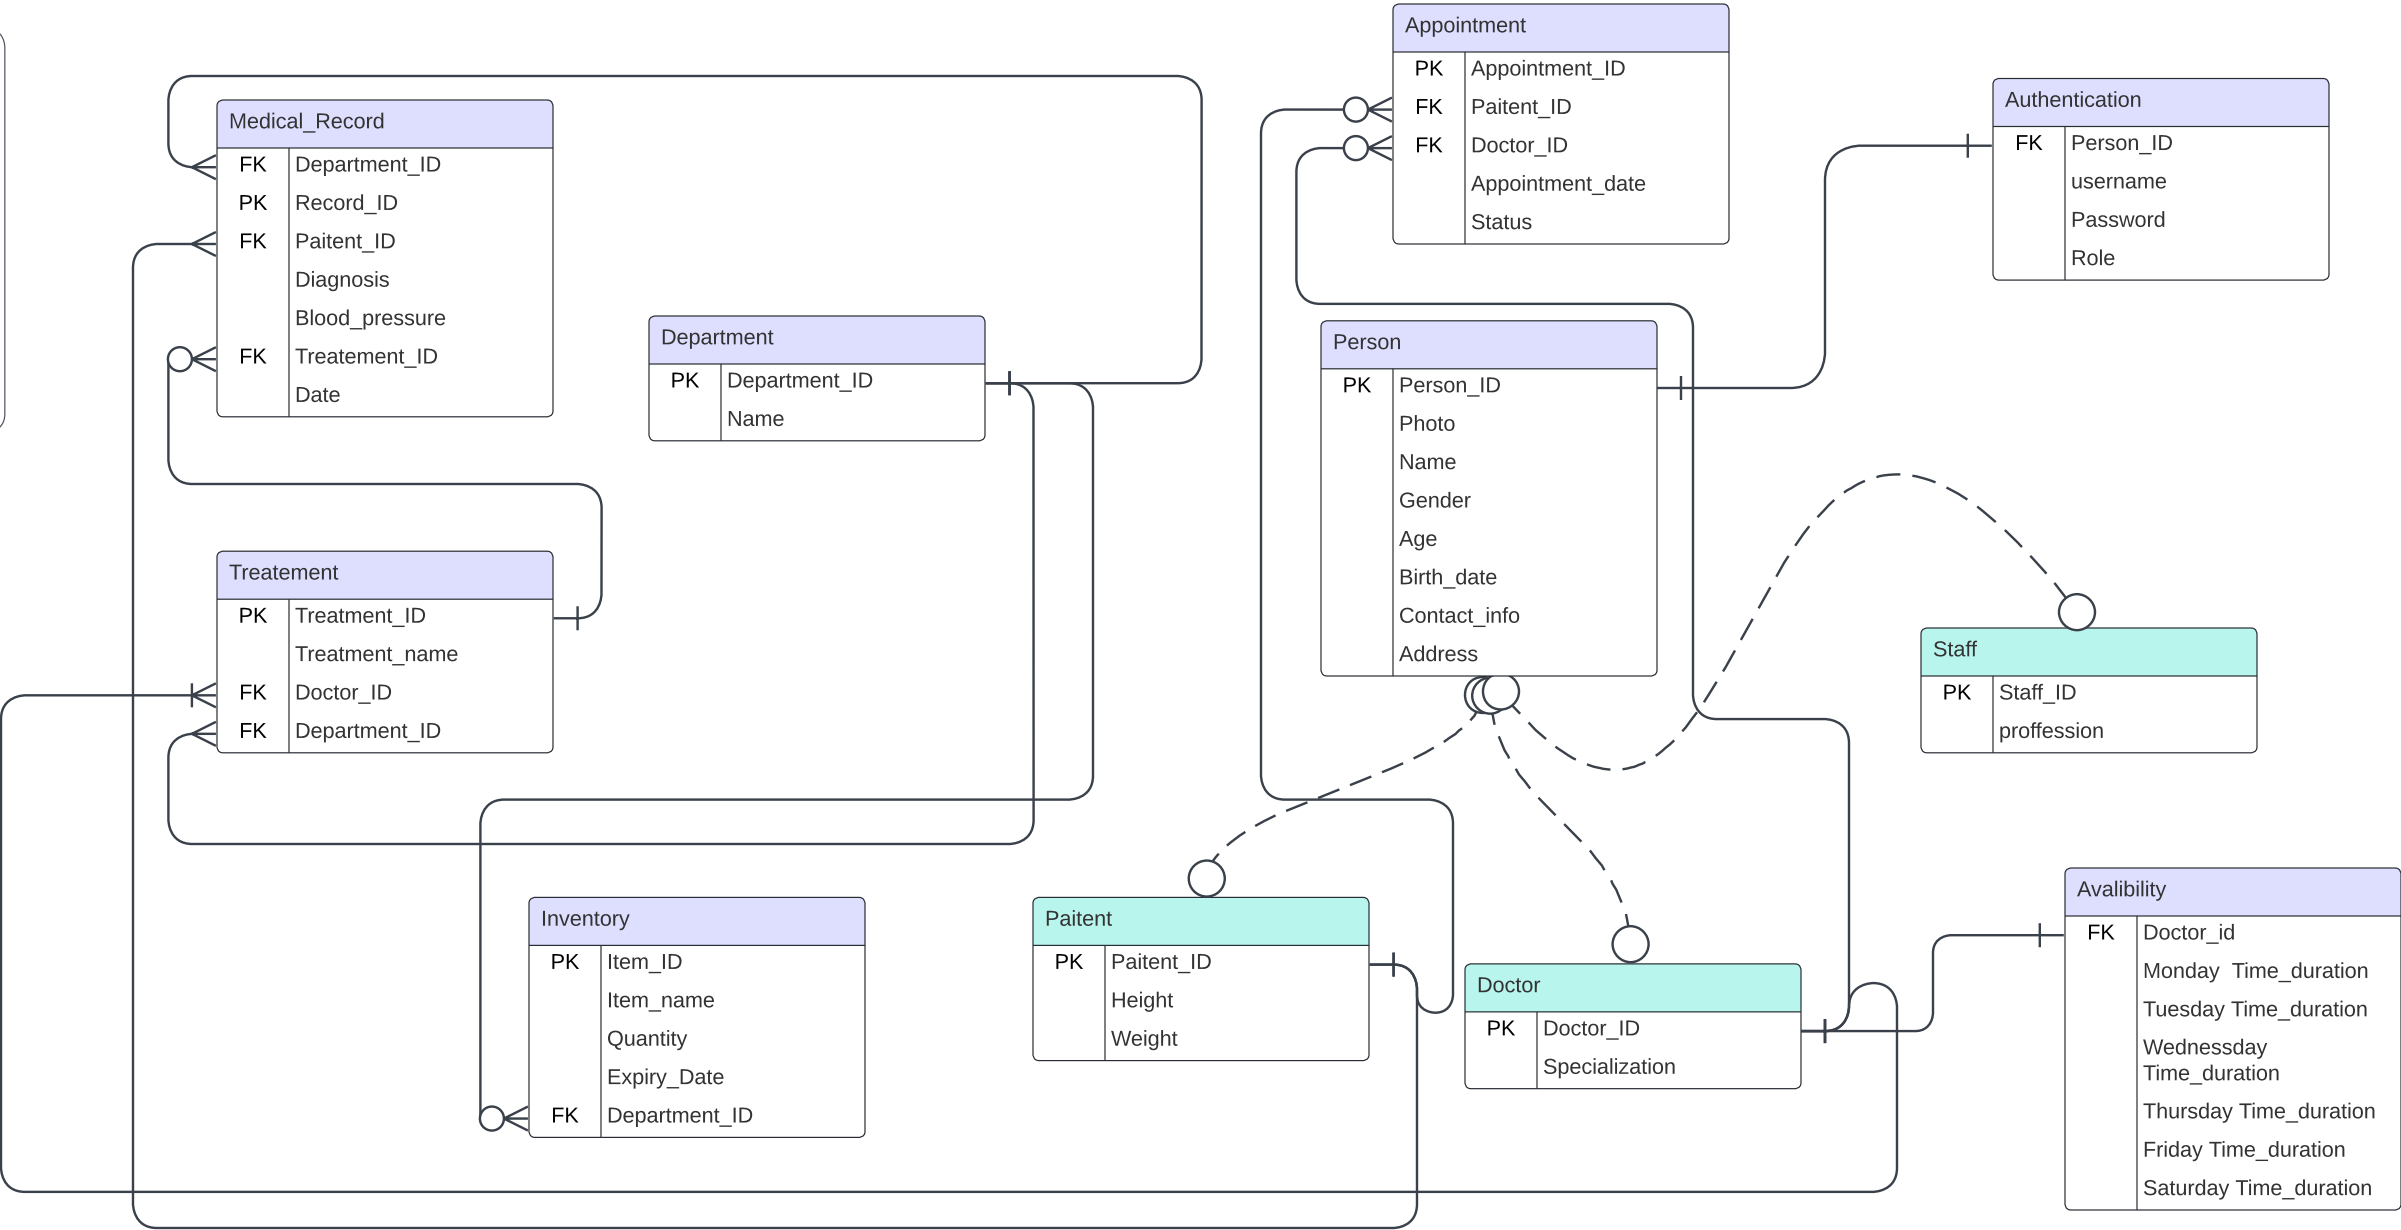 Appointment
PK Appointment_ID
FK Paitent_ID
FK Doctor_ID
Appointment_date
Status
Authentication
FK Person_ID
username
Password
Role
Medical_Record
FK Department_ID
PK Record_ID
FK Paitent_ID
Diagnosis
Blood_pressure
FK Treatement_ID
Date
Department
PK Department_ID
Name
Person
PK Person_ID
Photo
Name
Gender
Age
Birth_date
Contact_info
Address
Treatement
PK Treatment_ID
Treatment_name
FK Doctor_ID
FK Department_ID
Staff
PK Staff_ID
proffession
Inventory
PK Item_ID
Item_name
Quantity
Expiry_Date
FK Department_ID
Paitent
PK Paitent_ID
Height
Weight
Doctor
PK Doctor_ID
Specialization
Avalibility
FK Doctor_id
Monday Time_duration
Tuesday Time_duration
Wednessday
Time_duration
Thursday Time_duration
Friday Time_duration
Saturday Time_duration